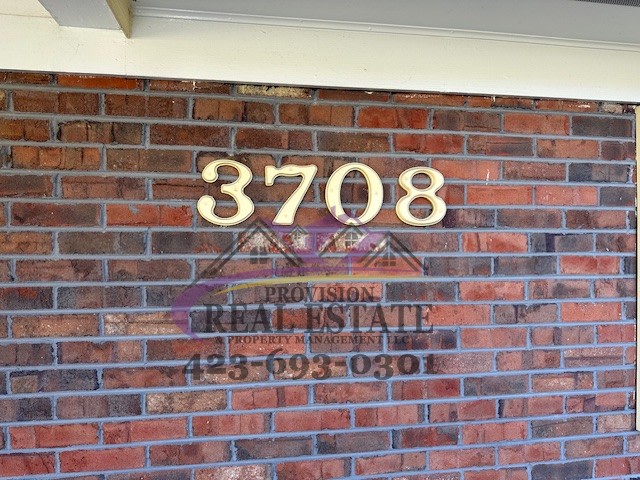 3708
PROVISION
REAL ESTATE
& PROPERTY MANAGEMENT LLC
423-693-0301